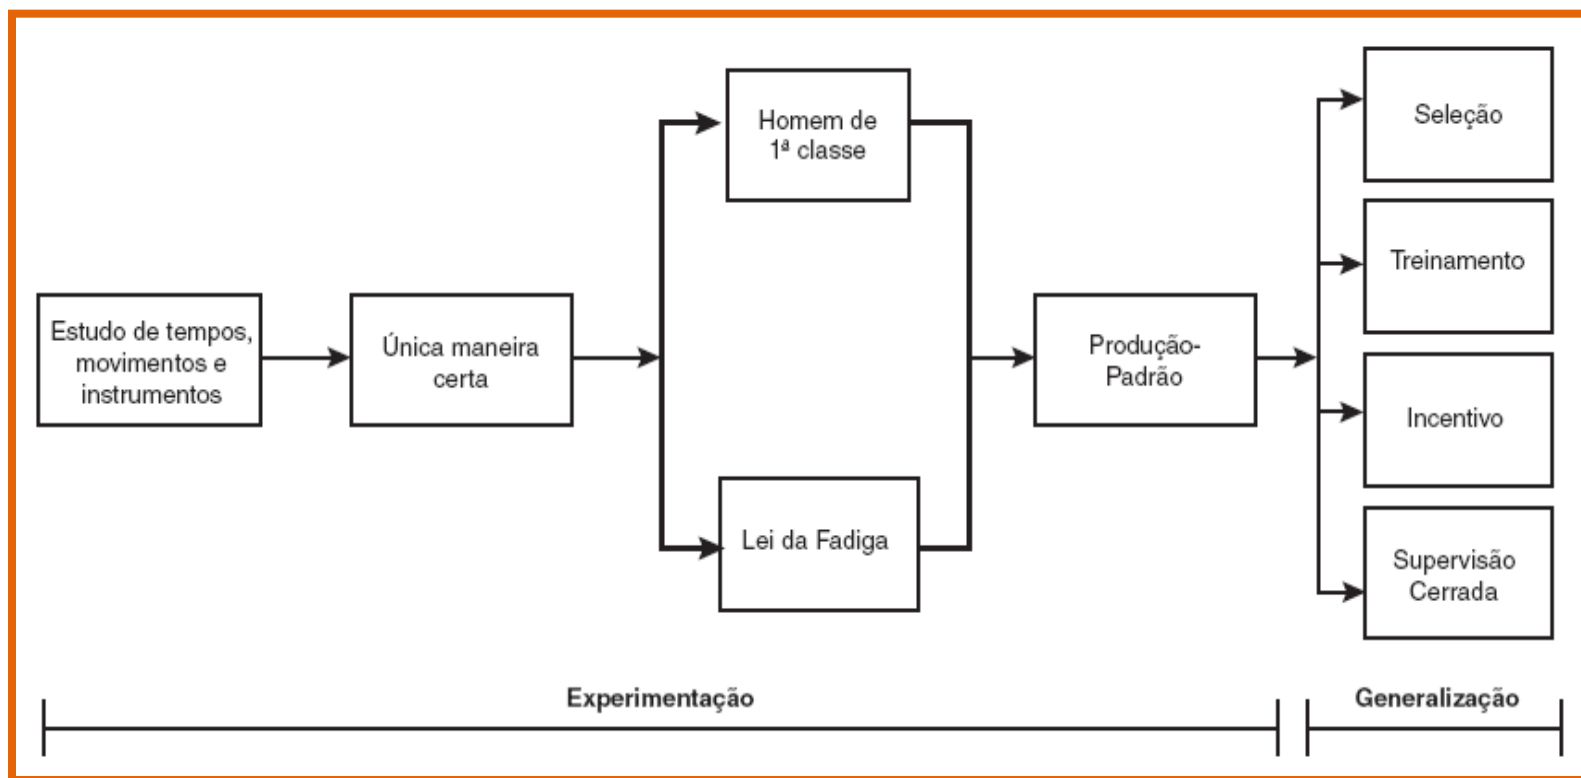 Estudo de tempos,
movimentos e
instrumentos
Única maneira
certa
Homem de
1ª classe
Lei da Fadiga
Produção-
Padrão
Seleção
Treinamento
Incentivo
Supervisão
Cerrada
Experimentação
Generalização